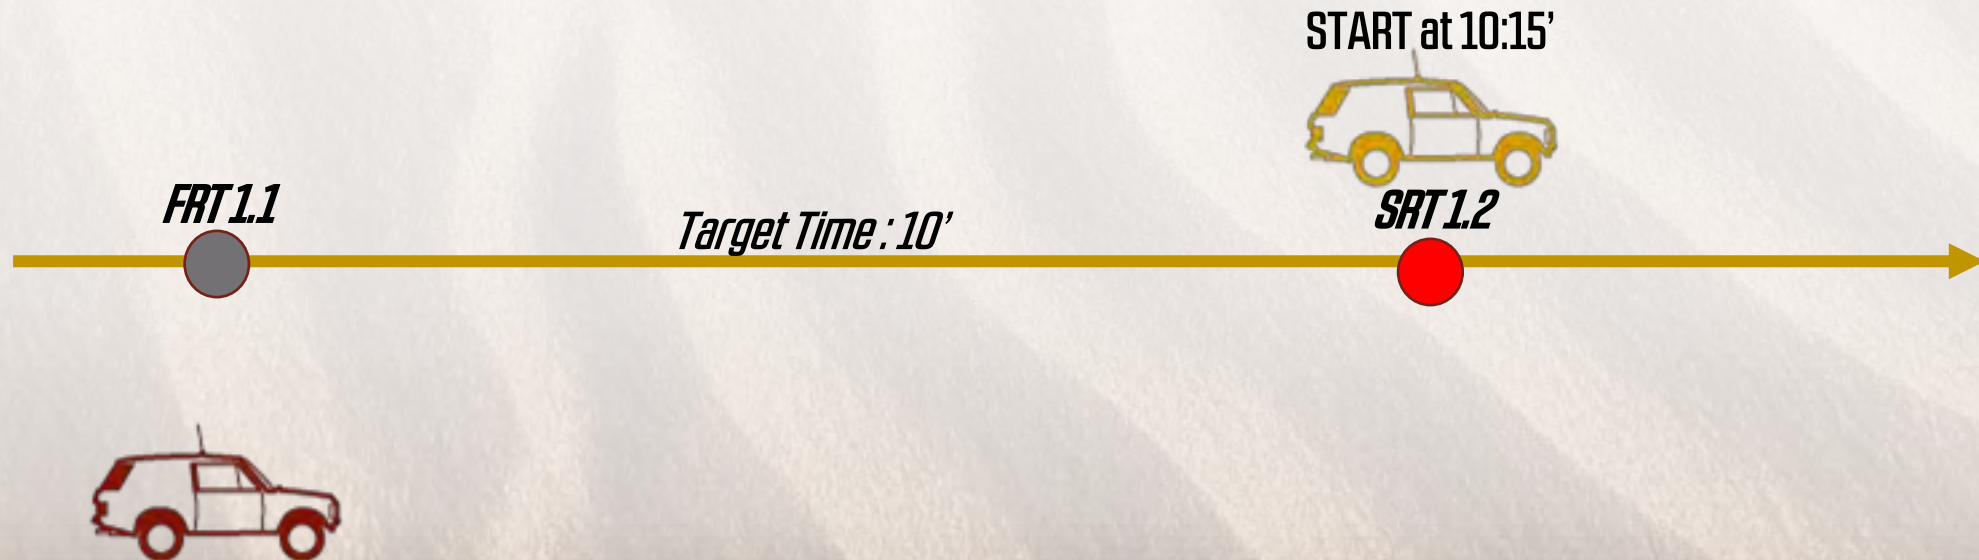 START at 10:15’
FRT 1.1
Target Time : 10’
SRT 1.2